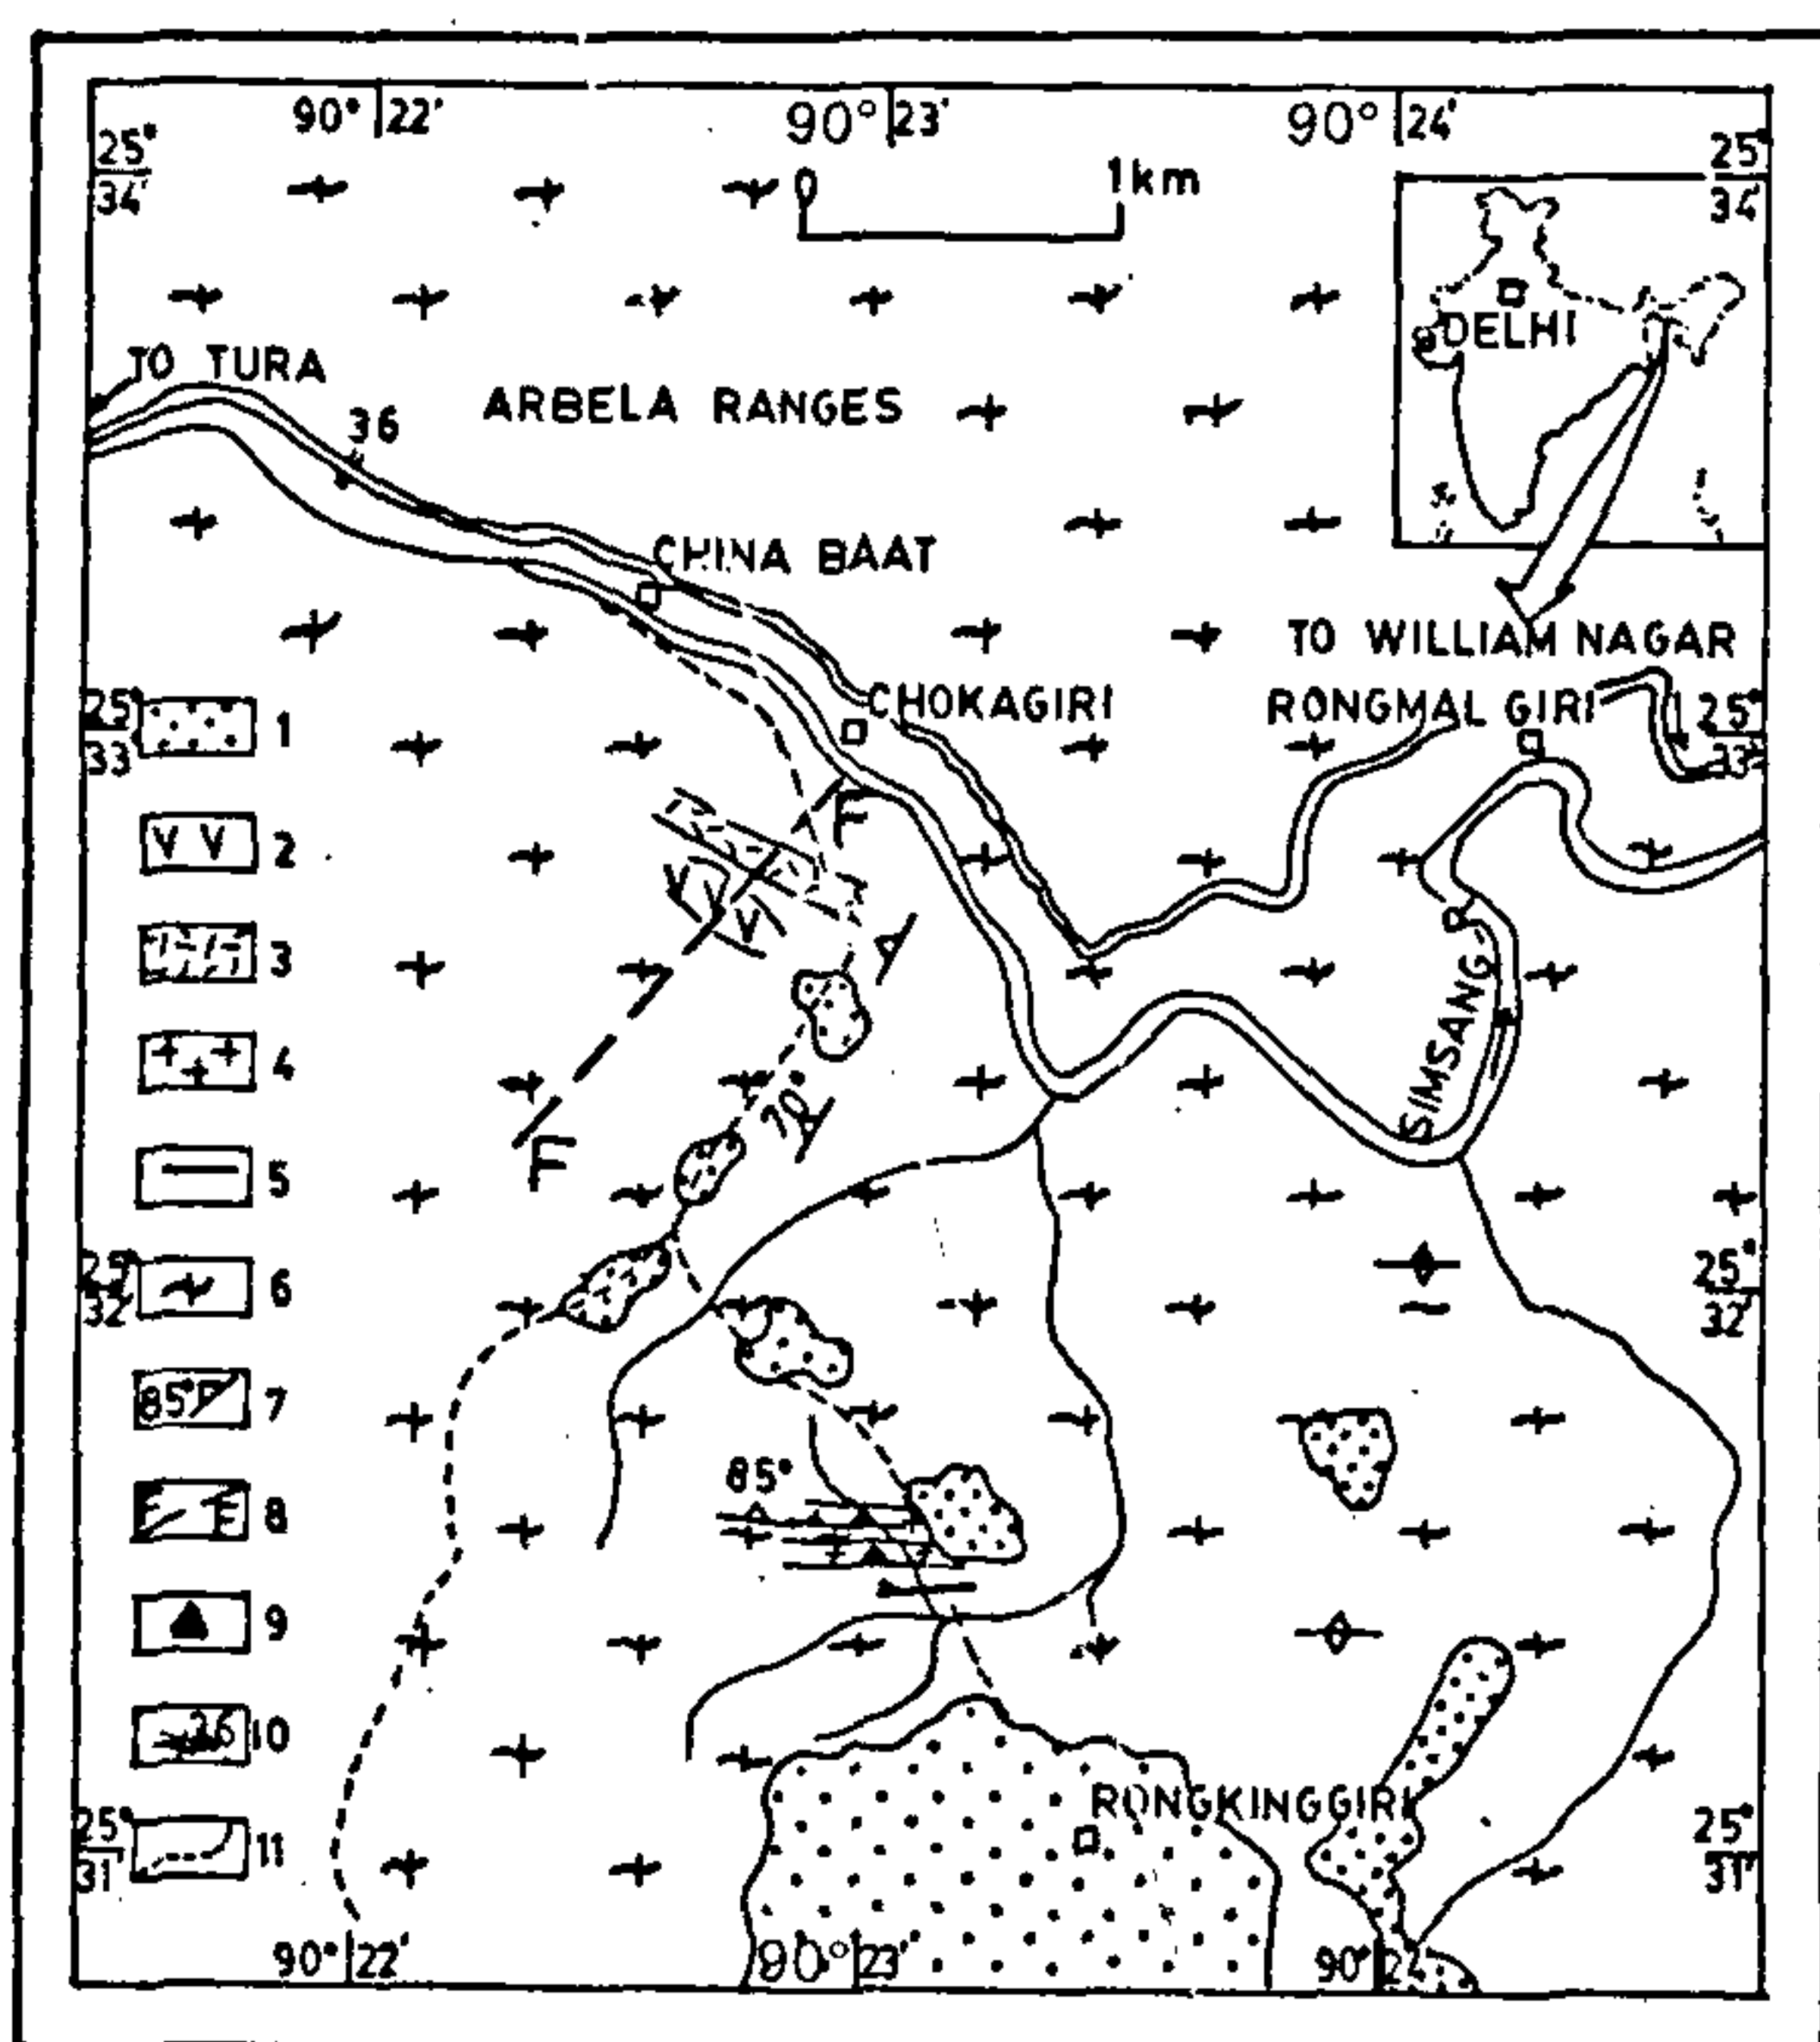 90° 22' 90° 23' 90° 24'
25° 34' 25° 34'
0 1km
DELHI
TO TURA
36
ARBELA RANGES
CHINA BAAT
TO WILLIAM NAGAR
CHOKAGIRI RONGMAL GIRI
25° 33' 25° 33'
1
V V 2
F
V V V
3
SIMSANG
4
70°
F
5
25° 32' 6 25° 32'
85° 7
85°
F 8
9
36 10
RONGKINGGIRI
25° 31' 11 25° 31'
90° 22' 90° 23' 90° 24'